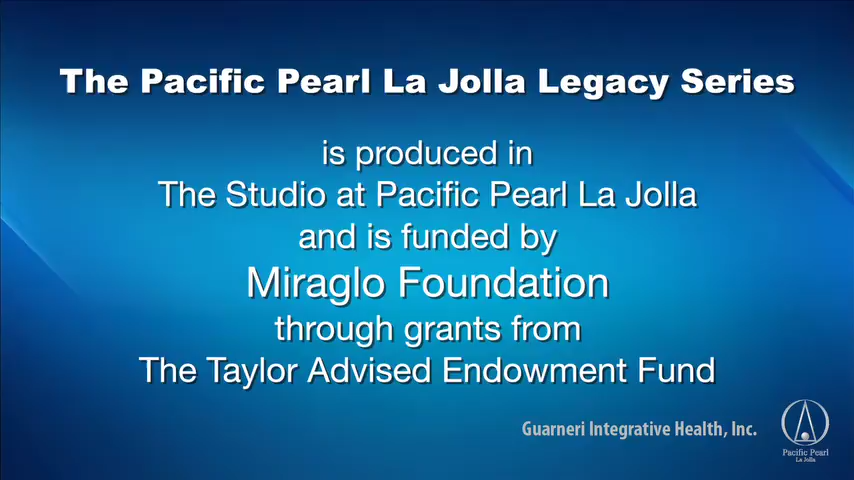 The Pacific Pearl La Jolla Legacy Series
is produced in
The Studio at Pacific Pearl La Jolla
and is funded by
Miraglo Foundation
through grants from
The Taylor Advised Endowment Fund
Guarneri Integrative Health, Inc.
Pacific Pearl
La Jolla